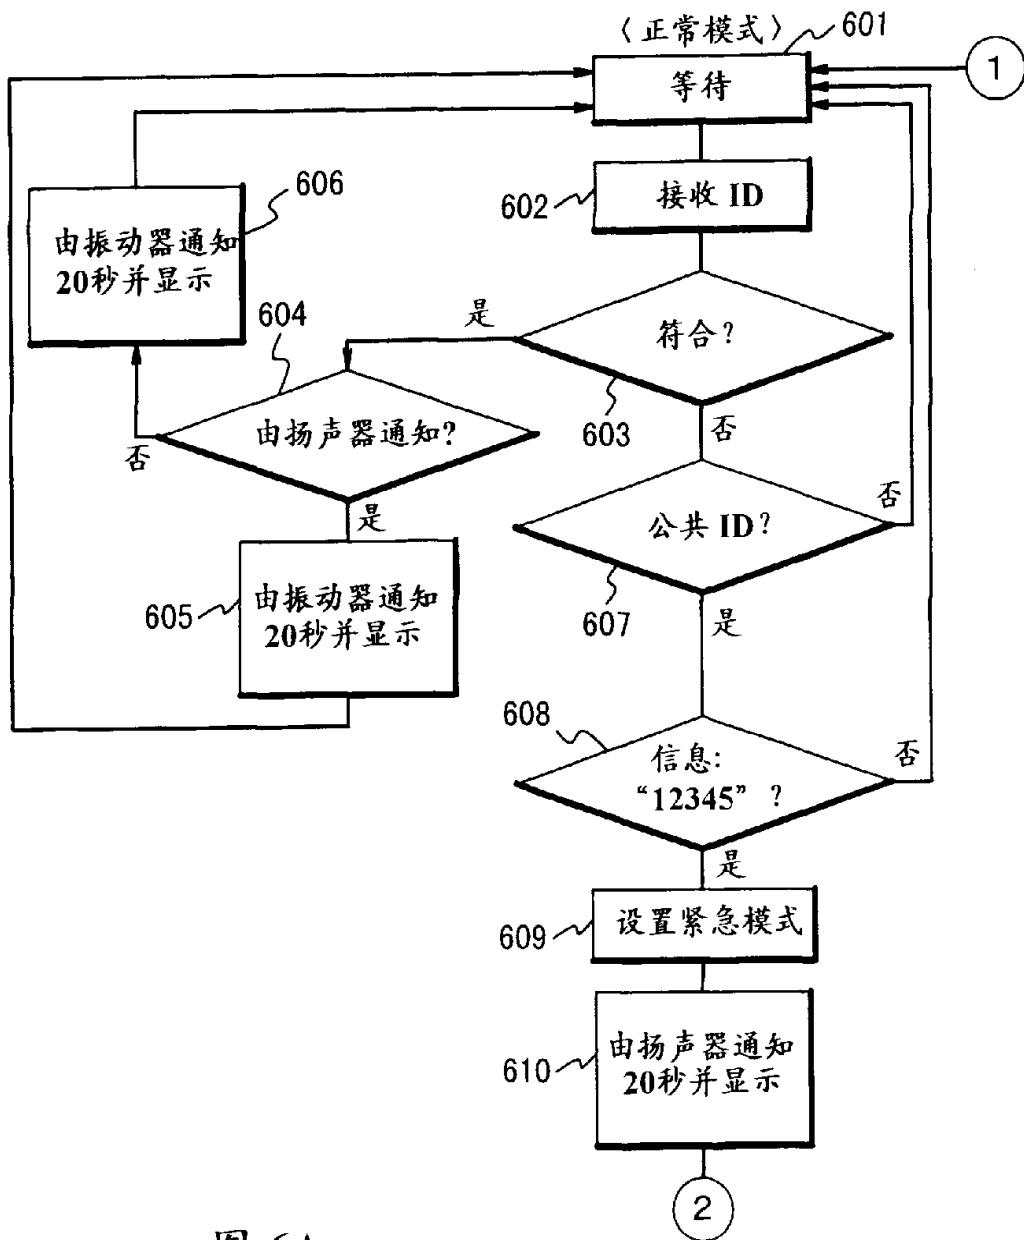 〈正常模式〉
601
1
等待
602
接收 ID
606
由振动器通知
20秒并显示
604
是
符合？
603
否
由扬声器通知？
否
是
公共 ID？
否
607
是
605
由振动器通知
20秒并显示
608
信息:
“12345”？
否
是
609
设置紧急模式
610
由扬声器通知
20秒并显示
2